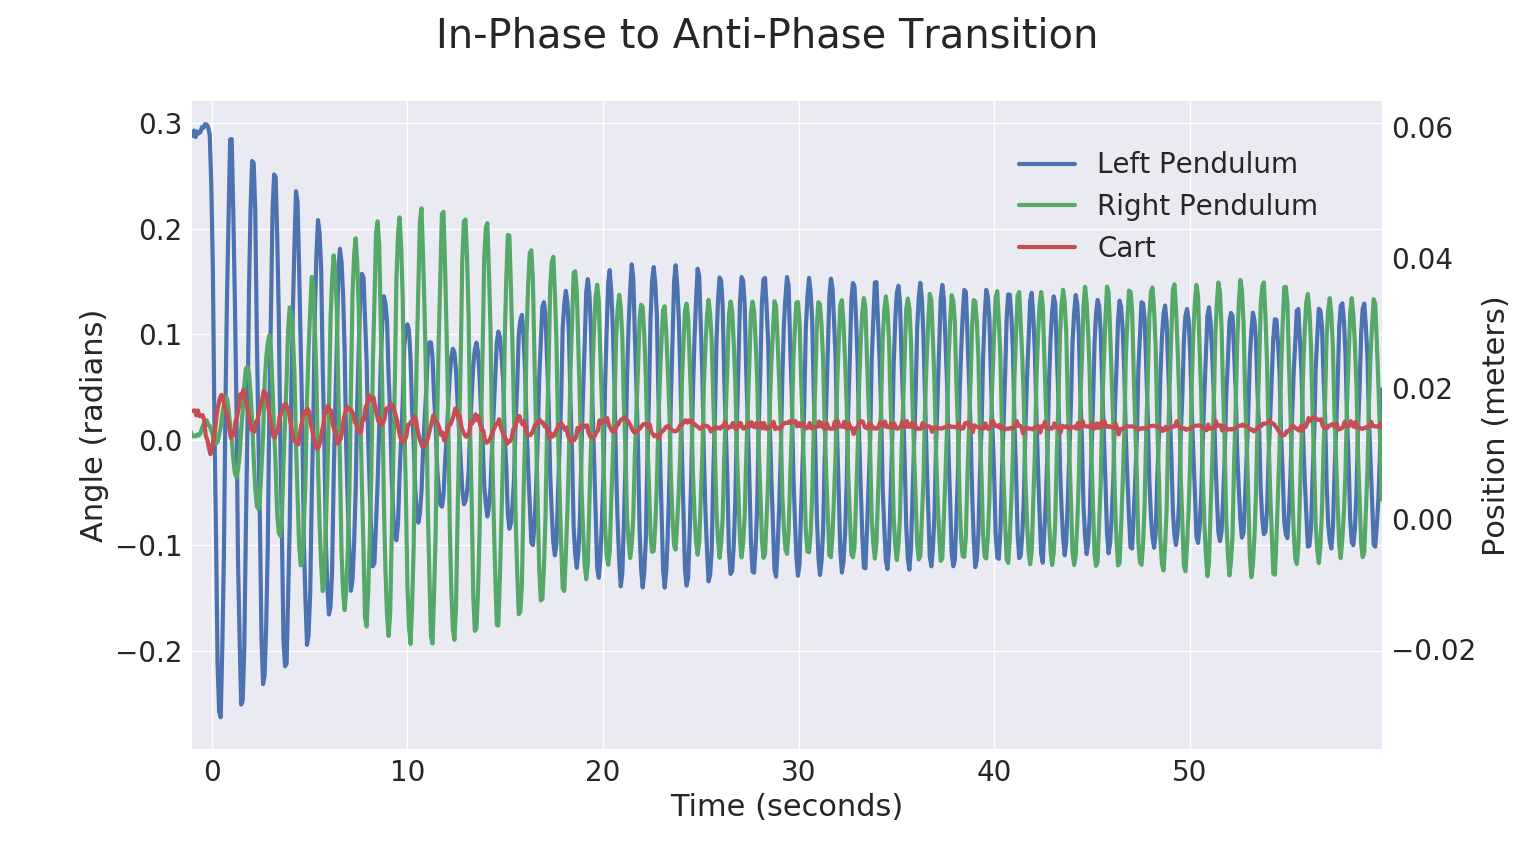 In-Phase to Anti-Phase Transition
0.3
0.2
0.1
0.0
−0.1
−0.2
Angle (radians)
0.06
0.04
0.02
0.00
−0.02
Position (meters)
Left Pendulum
Right Pendulum
Cart
0 10 20 30 40 50
Time (seconds)